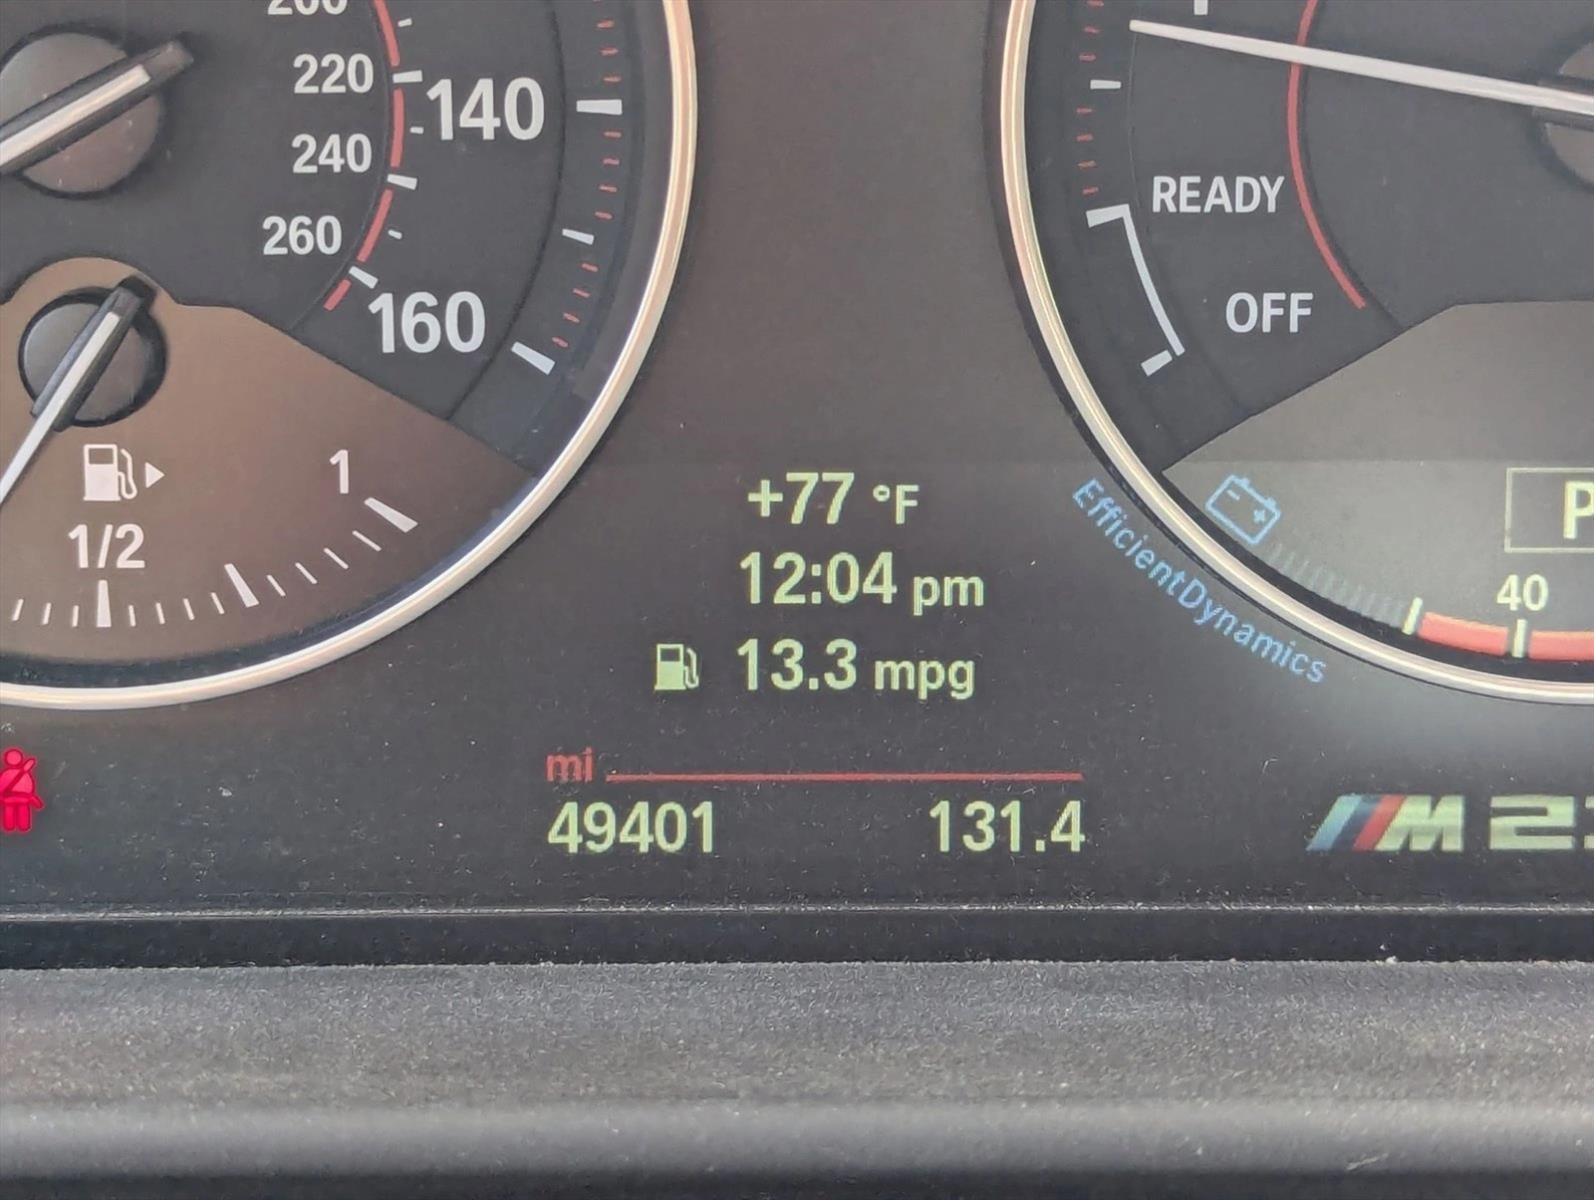 220
240
260
140
160
1/2
1
READY
OFF
+77 °F
12:04 pm
13.3 mpg
EfficientDynamics
P
40
mi
49401 131.4
M